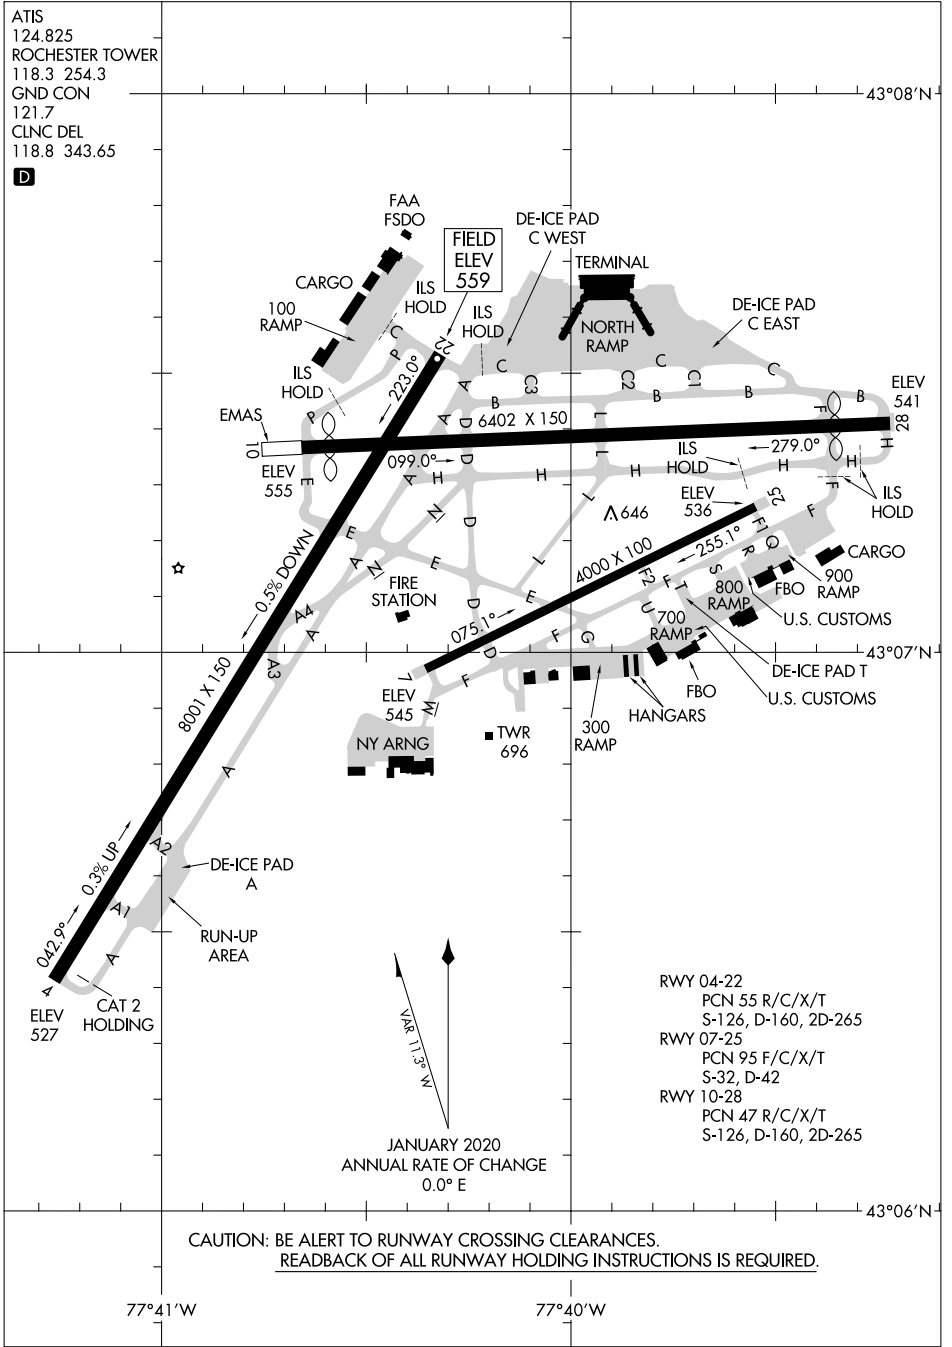 ATIS
124.825
ROCHESTER TOWER
118.3 254.3
GND CON
121.7
CLNC DEL
118.8 343.65
D
43°08'N
FAA
FSDO
FIELD
ELEV
559
DE-ICE PAD
C WEST
TERMINAL
CARGO
100
RAMP
ILS
HOLD
ILS
HOLD
NORTH
RAMP
DE-ICE PAD
C EAST
C
P
22
223.0°
ILS
HOLD
A
C
C3
C2
C
C1
C
B
B
B
B
ELEV
541
EMAS
P
A
D
6402 X 150
L
F
28
10
ELEV
555
099.0°
D
L
279.0°
H
E
A
H
H
H
ILS
HOLD
H
H
F
ILS
HOLD
N
L
646
ELEV
536
25
F
D
E
A
N
E
L
4000 X 100
255.1°
F1
Q
R
CARGO
0.5% DOWN
FIRE
STATION
F2
F
S
T
U
800
RAMP
FBO
900
RAMP
U.S. CUSTOMS
A4
A
D
E
075.1°
F
G
700
RAMP
43°07'N
A3
D
F
7
ELEV
545
M
DE-ICE PAD T
U.S. CUSTOMS
FBO
HANGARS
300
RAMP
8001 X 150
NY ARNG
TWR
696
A
0.3% UP
A2
DE-ICE PAD
A
A1
RUN-UP
AREA
042.9°
A
4
ELEV
527
CAT 2
HOLDING
VAR 11.3° W
RWY 04-22
PCN 55 R/C/X/T
S-126, D-160, 2D-265
RWY 07-25
PCN 95 F/C/X/T
S-32, D-42
RWY 10-28
PCN 47 R/C/X/T
S-126, D-160, 2D-265
JANUARY 2020
ANNUAL RATE OF CHANGE
0.0° E
43°06'N
CAUTION: BE ALERT TO RUNWAY CROSSING CLEARANCES.
READBACK OF ALL RUNWAY HOLDING INSTRUCTIONS IS REQUIRED.
77°41'W
77°40'W